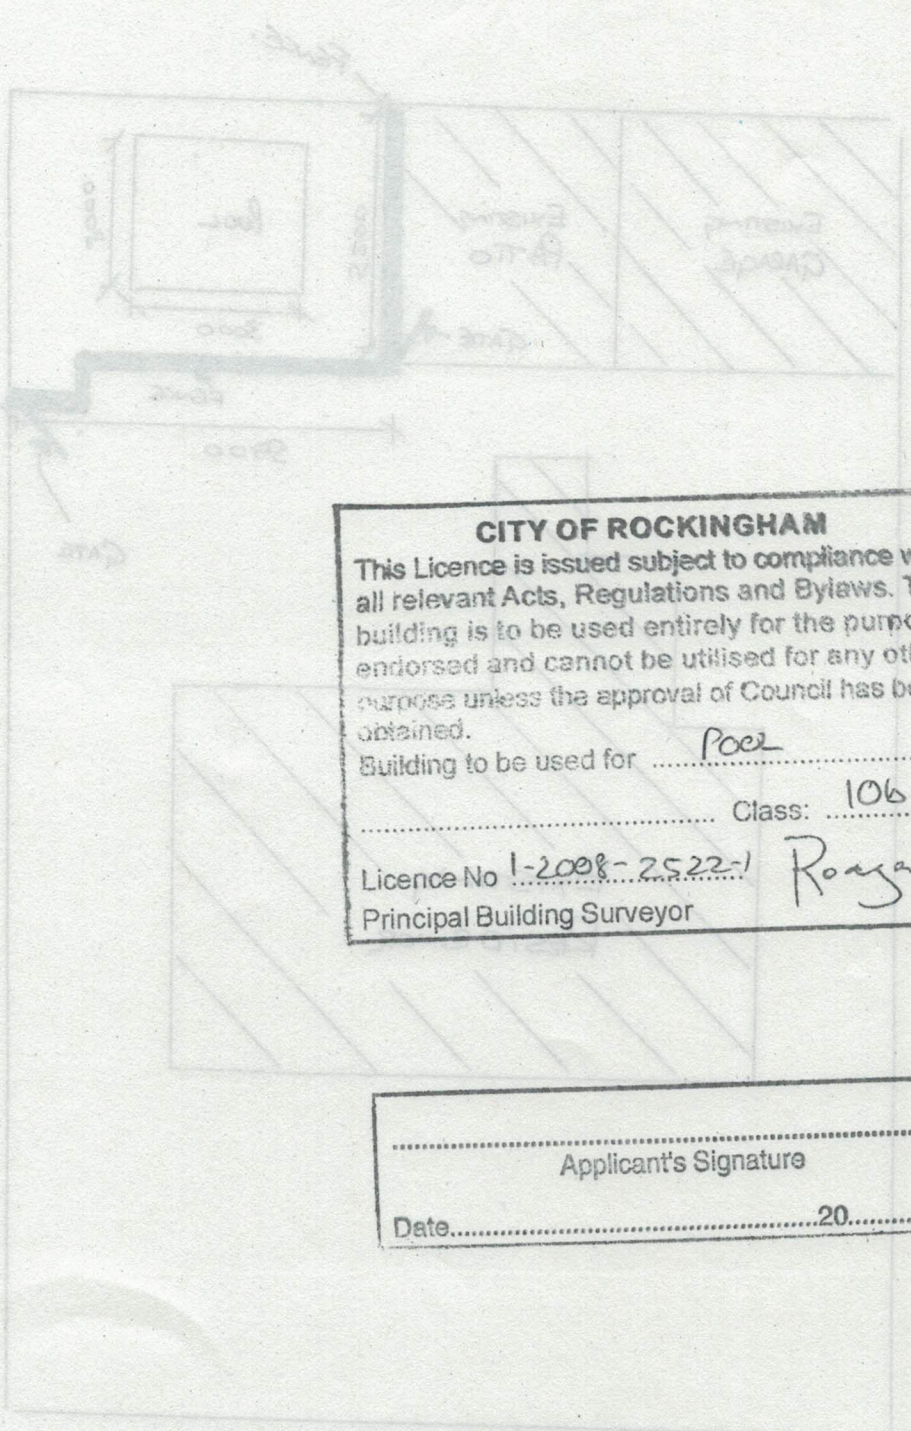 CITY OF ROCKINGHAM
This Licence is issued subject to compliance w
all relevant Acts, Regulations and Bylaws. T
building is to be used entirely for the purpo
endorsed and cannot be utilised for any oth
purpose unless the approval of Council has be
obtained.
Building to be used for ..... Pool
..... Class: 10b
Licence No 1-2008-2522-1
Principal Building Surveyor
Applicant's Signature
Date.....20.....
FENCE
POOL
3000
EXISTING
PATIO
EXISTING
GARAGE
3000
GATE
FENCE
GATE